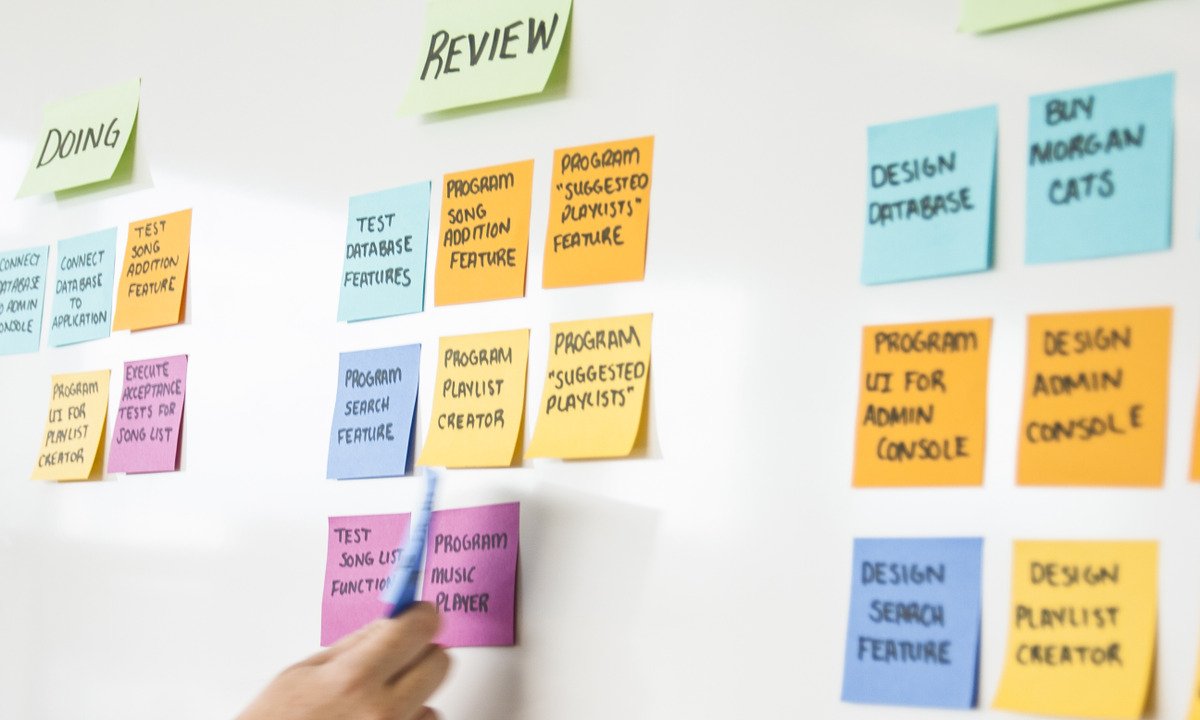 DOING
CONNECT
DATABASE
TO
APPLICATION
TEST
SONG
ADDITION
FEATURE
PROGRAM
UI FOR
PLAYLIST
CREATOR
EXECUTE
ACCEPTANCE
TESTS FOR
SONG LIST
CONNECT
DATABASE
TO ADMIN
CONSOLE
REVIEW
TEST
DATABASE
FEATURES
PROGRAM
SONG
ADDITION
FEATURE
PROGRAM
"SUGGESTED
PLAYLISTS"
FEATURE
PROGRAM
SEARCH
FEATURE
PROGRAM
PLAYLIST
CREATOR
PROGRAM
"SUGGESTED
PLAYLISTS"
TEST
SONG LIST
PROGRAM
MUSIC
PLAYER
DESIGN
DATABASE
BUY
MORGAN
CATS
PROGRAM
UI FOR
ADMIN
CONSOLE
DESIGN
ADMIN
CONSOLE
DESIGN
SEARCH
FEATURE
DESIGN
PLAYLIST
CREATOR